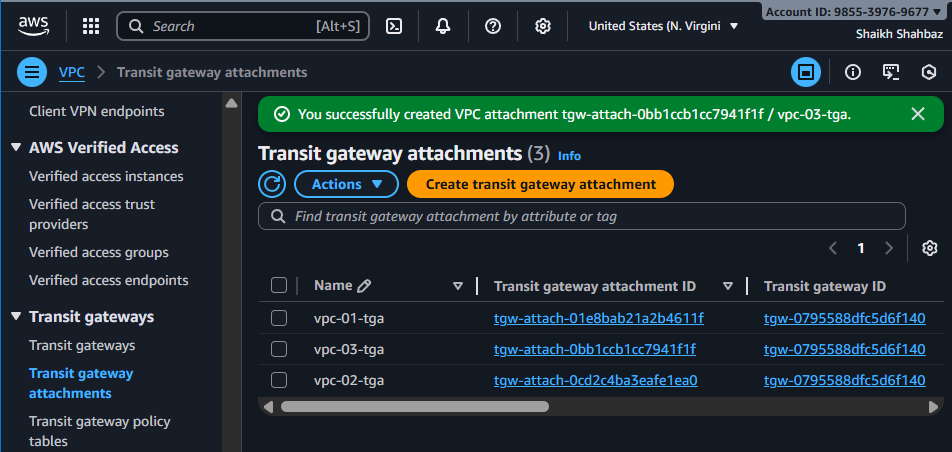 aws
Search
[Alt+S]
United States (N. Virgini
Account ID: 9855-3976-9677
Shaikh Shahbaz
VPC
Transit gateway attachments
Client VPN endpoints
AWS Verified Access
Verified access instances
Verified access trust
providers
Verified access groups
Verified access endpoints
Transit gateways
Transit gateways
Transit gateway
attachments
Transit gateway policy
tables
You successfully created VPC attachment tgw-attach-0bb1ccb1cc7941f1f / vpc-03-tga.
Transit gateway attachments (3) Info
Actions
Create transit gateway attachment
Find transit gateway attachment by attribute or tag
1
Name Transit gateway attachment ID Transit gateway ID
vpc-01-tga tgw-attach-01e8bab21a2b4611f tgw-0795588dfc5d6f140
vpc-03-tga tgw-attach-0bb1ccb1cc7941f1f tgw-0795588dfc5d6f140
vpc-02-tga tgw-attach-0cd2c4ba3eafe1ea0 tgw-0795588dfc5d6f140